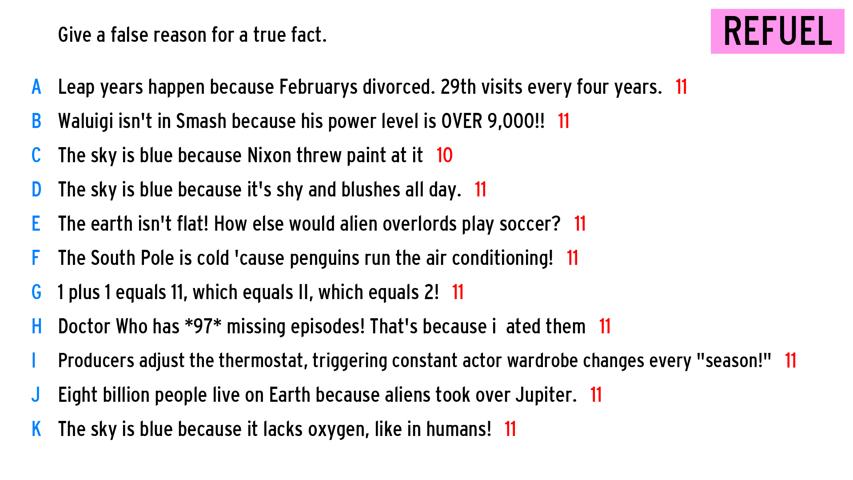 Give a false reason for a true fact.
REFUEL
A Leap years happen because Februarys divorced. 29th visits every four years. 11
B Waluigi isn't in Smash because his power level is OVER 9,000!! 11
C The sky is blue because Nixon threw paint at it 10
D The sky is blue because it's shy and blushes all day. 11
E The earth isn't flat! How else would alien overlords play soccer? 11
F The South Pole is cold 'cause penguins run the air conditioning! 11
G 1 plus 1 equals 11, which equals II, which equals 2! 11
H Doctor Who has *97* missing episodes! That's because i ated them 11
I Producers adjust the thermostat, triggering constant actor wardrobe changes every "season!" 11
J Eight billion people live on Earth because aliens took over Jupiter. 11
K The sky is blue because it lacks oxygen, like in humans! 11